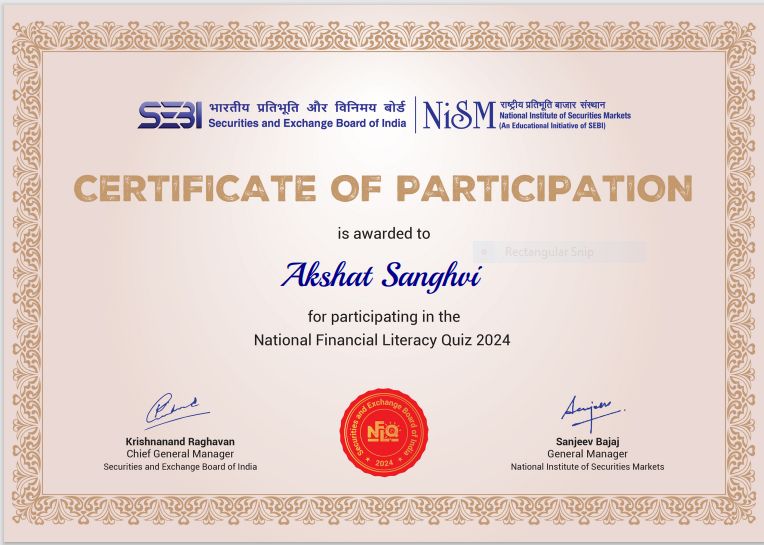 SEBI
भारतीय प्रतिभूति और विनिमय बोर्ड
Securities and Exchange Board of India
NiSM
राष्ट्रीय प्रतिभूति बाजार संस्थान
National Institute of Securities Markets
(An Educational Initiative of SEBI)
CERTIFICATE OF PARTICIPATION
is awarded to
Rectangular Snip
Akshat Sanghvi
for participating in the
National Financial Literacy Quiz 2024
Securities and Exchange Board of India
NFLQ
2024
Krishnanand Raghavan
Chief General Manager
Securities and Exchange Board of India
Sanjeev Bajaj
General Manager
National Institute of Securities Markets